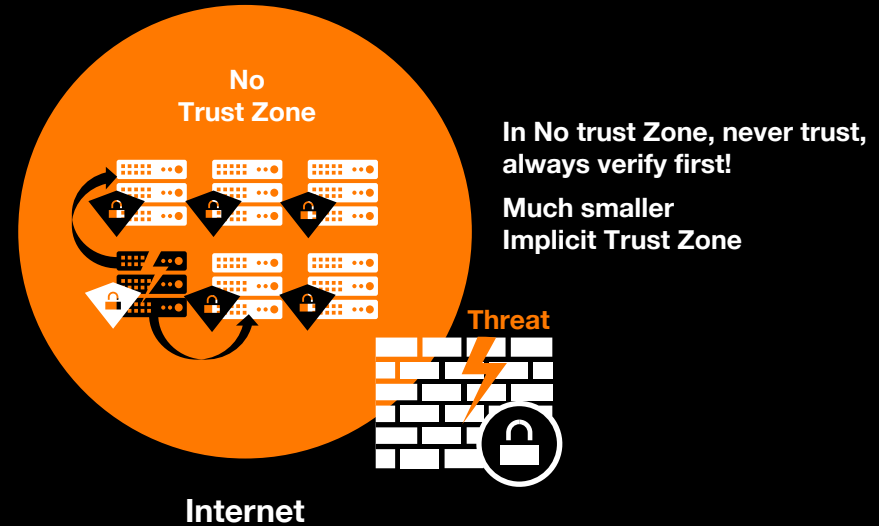 No
Trust Zone
In No trust Zone, never trust,
always verify first!
Much smaller
Implicit Trust Zone
Threat
Internet